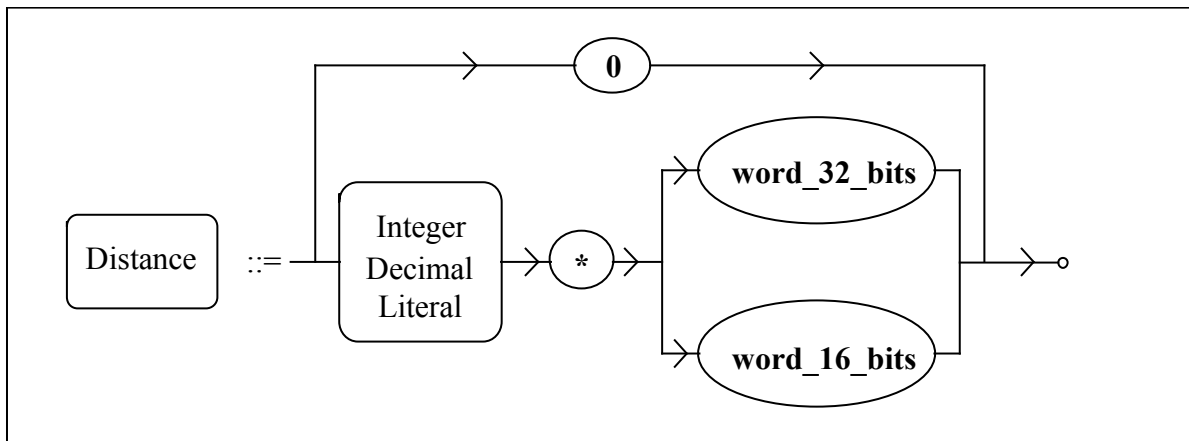 0
word_32_bits
Distance ::=
Integer
Decimal
Literal
*
word_16_bits